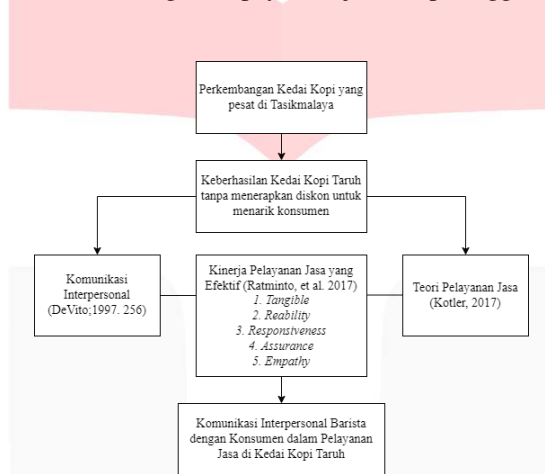 Perkembangan Kedai Kopi yang
pesat di Tasikmalaya
Keberhasilan Kedai Kopi Taruh
tanpa menerapkan diskon untuk
menarik konsumen
Komunikasi
Interpersonal
(DeVito;1997. 256)
Kinerja Pelayanan Jasa yang
Efektif (Ratminto, et al. 2017)
1. Tangible
2. Reability
3. Responsiveness
4. Assurance
5. Empathy
Teori Pelayanan Jasa
(Kotler, 2017)
Komunikasi Interpersonal Barista
dengan Konsumen dalam Pelayanan
Jasa di Kedai Kopi Taruh